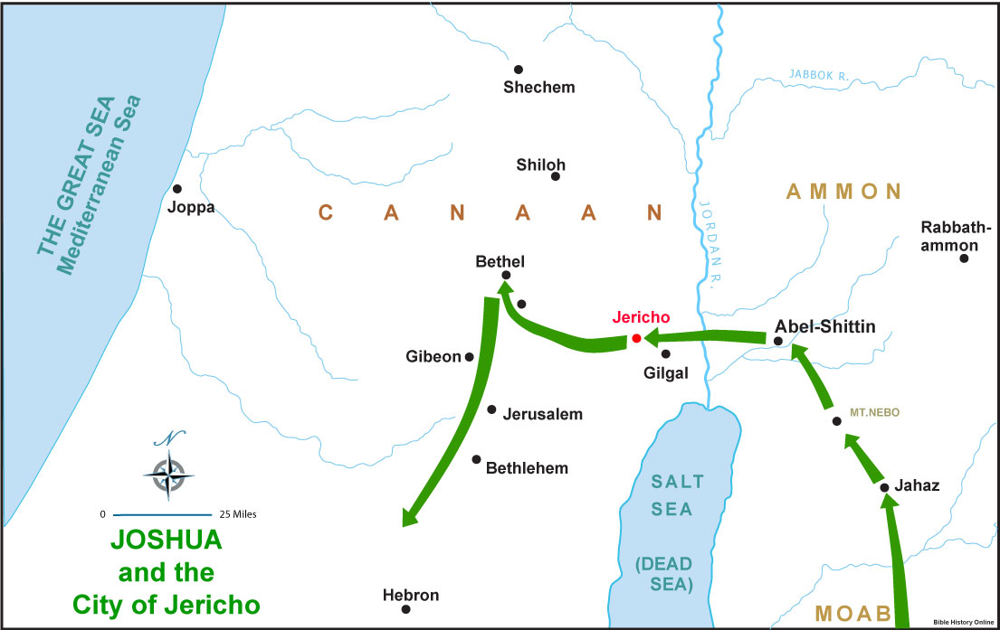 JABBOK R.
Shechem
THE GREAT SEA
Mediterranean Sea
Shiloh
AMMON
Joppa
CANAAN
JORDAN R.
Rabbath-
ammon
Bethel
Jericho
Abel-Shittin
Gibeon
Gilgal
Jerusalem
MT.NEBO
N
Bethlehem
SALT
SEA
Jahaz
0 25 Miles
JOSHUA
and the
City of Jericho
(DEAD
SEA)
Hebron
MOAB
Bible History Online